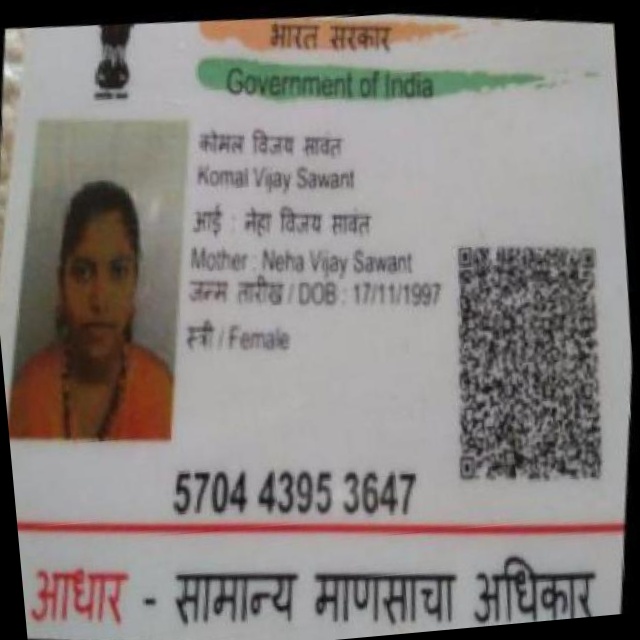 भारत सरकार
Government of India
कोमल विजय सावंत
Komal Vijay Sawant
आई : नेहा विजय सावंत
Mother : Neha Vijay Sawant
जन्म तारीख / DOB : 17/11/1997
स्त्री / Female
5704 4395 3647
आधार - सामान्य माणसाचा अधिकार